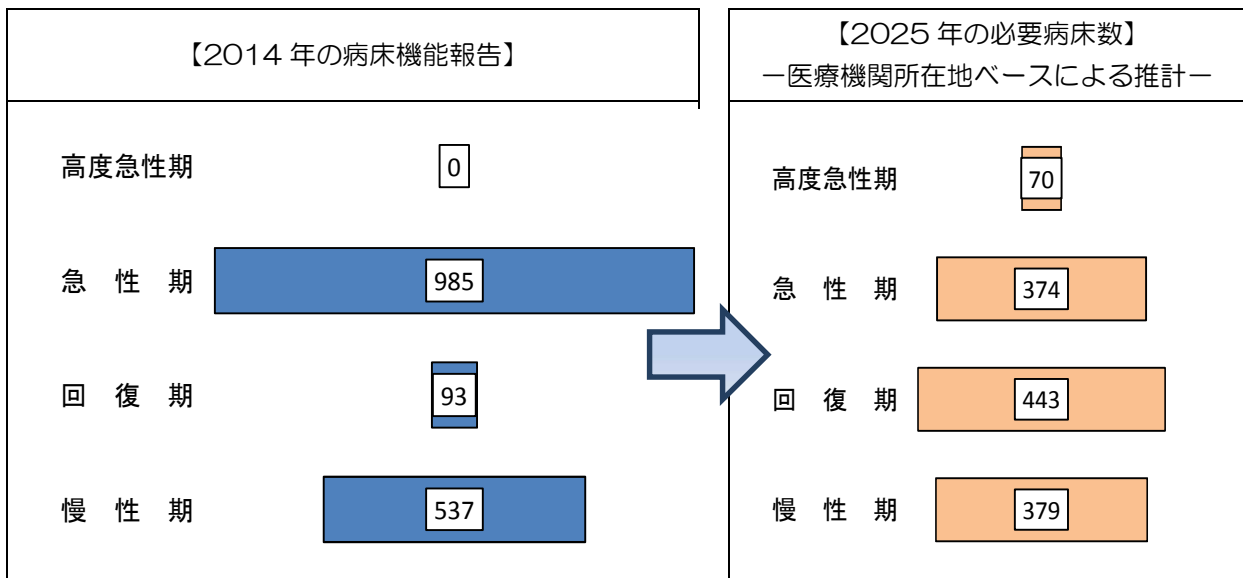 【2014 年の病床機能報告】
高度急性期 0
急 性 期 985
回 復 期 93
慢 性 期 537
【2025 年の必要病床数】
－医療機関所在地ベースによる推計－
高度急性期 70
急 性 期 374
回 復 期 443
慢 性 期 379